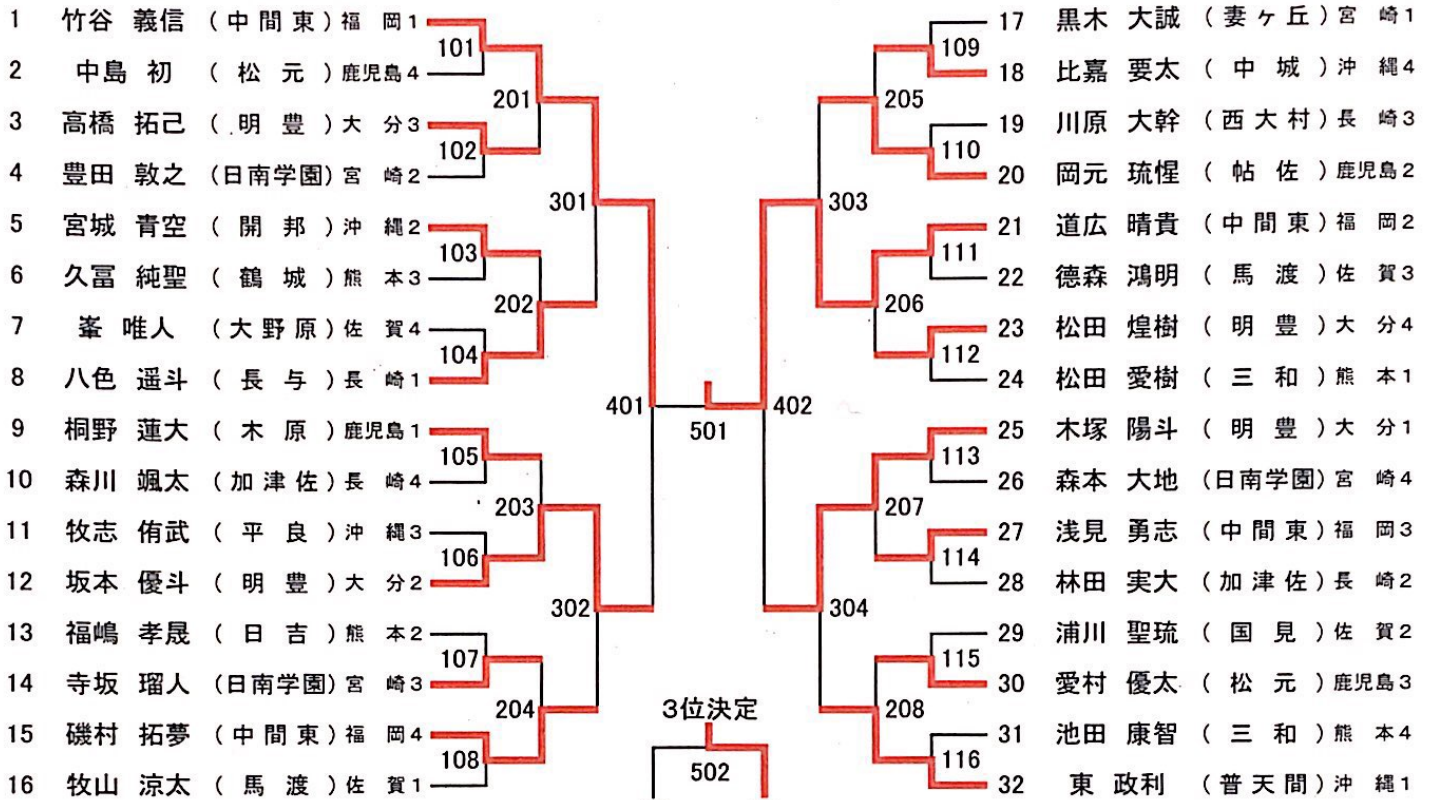 1 竹谷 義信 (中間東) 福 岡1
2 中島 初 (松 元) 鹿児島4
3 高橋 拓己 (明 豊) 大 分3
4 豊田 敦之 (日南学園) 宮 崎2
5 宮城 青空 (開 邦) 沖 縄2
6 久冨 純聖 (鶴 城) 熊 本3
7 峯 唯人 (大野原) 佐 賀4
8 八色 遥斗 (長 与) 長 崎1
9 桐野 蓮大 (木 原) 鹿児島1
10 森川 颯太 (加津佐) 長 崎4
11 牧志 侑武 (平 良) 沖 縄3
12 坂本 優斗 (明 豊) 大 分2
13 福嶋 孝晟 (日 吉) 熊 本2
14 寺坂 瑠人 (日南学園) 宮 崎3
15 磯村 拓夢 (中間東) 福 岡4
16 牧山 涼太 (馬 渡) 佐 賀1
101
102
103
104
105
106
107
108
201
202
203
204
301
302
401
501
402
3位決定
502
303
304
205
206
207
208
109
110
111
112
113
114
115
116
17 黒木 大誠 (妻ヶ丘) 宮 崎1
18 比嘉 要太 (中 城) 沖 縄4
19 川原 大幹 (西大村) 長 崎3
20 岡元 琉惺 (帖 佐) 鹿児島2
21 道広 晴貴 (中間東) 福 岡2
22 德森 鴻明 (馬 渡) 佐 賀3
23 松田 煌樹 (明 豊) 大 分4
24 松田 愛樹 (三 和) 熊 本1
25 木塚 陽斗 (明 豊) 大 分1
26 森本 大地 (日南学園) 宮 崎4
27 浅見 勇志 (中間東) 福 岡3
28 林田 実大 (加津佐) 長 崎2
29 浦川 聖琉 (国 見) 佐 賀2
30 愛村 優太 (松 元) 鹿児島3
31 池田 康智 (三 和) 熊 本4
32 東 政利 (普天間) 沖 縄1